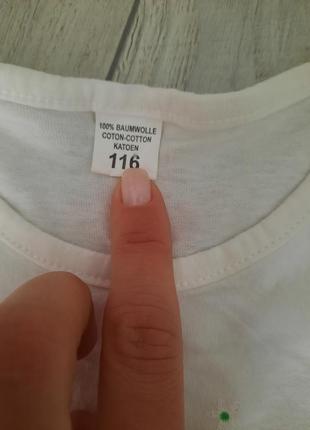 100% BAUMWOLLE
COTON-COTTON
KATOEN
116